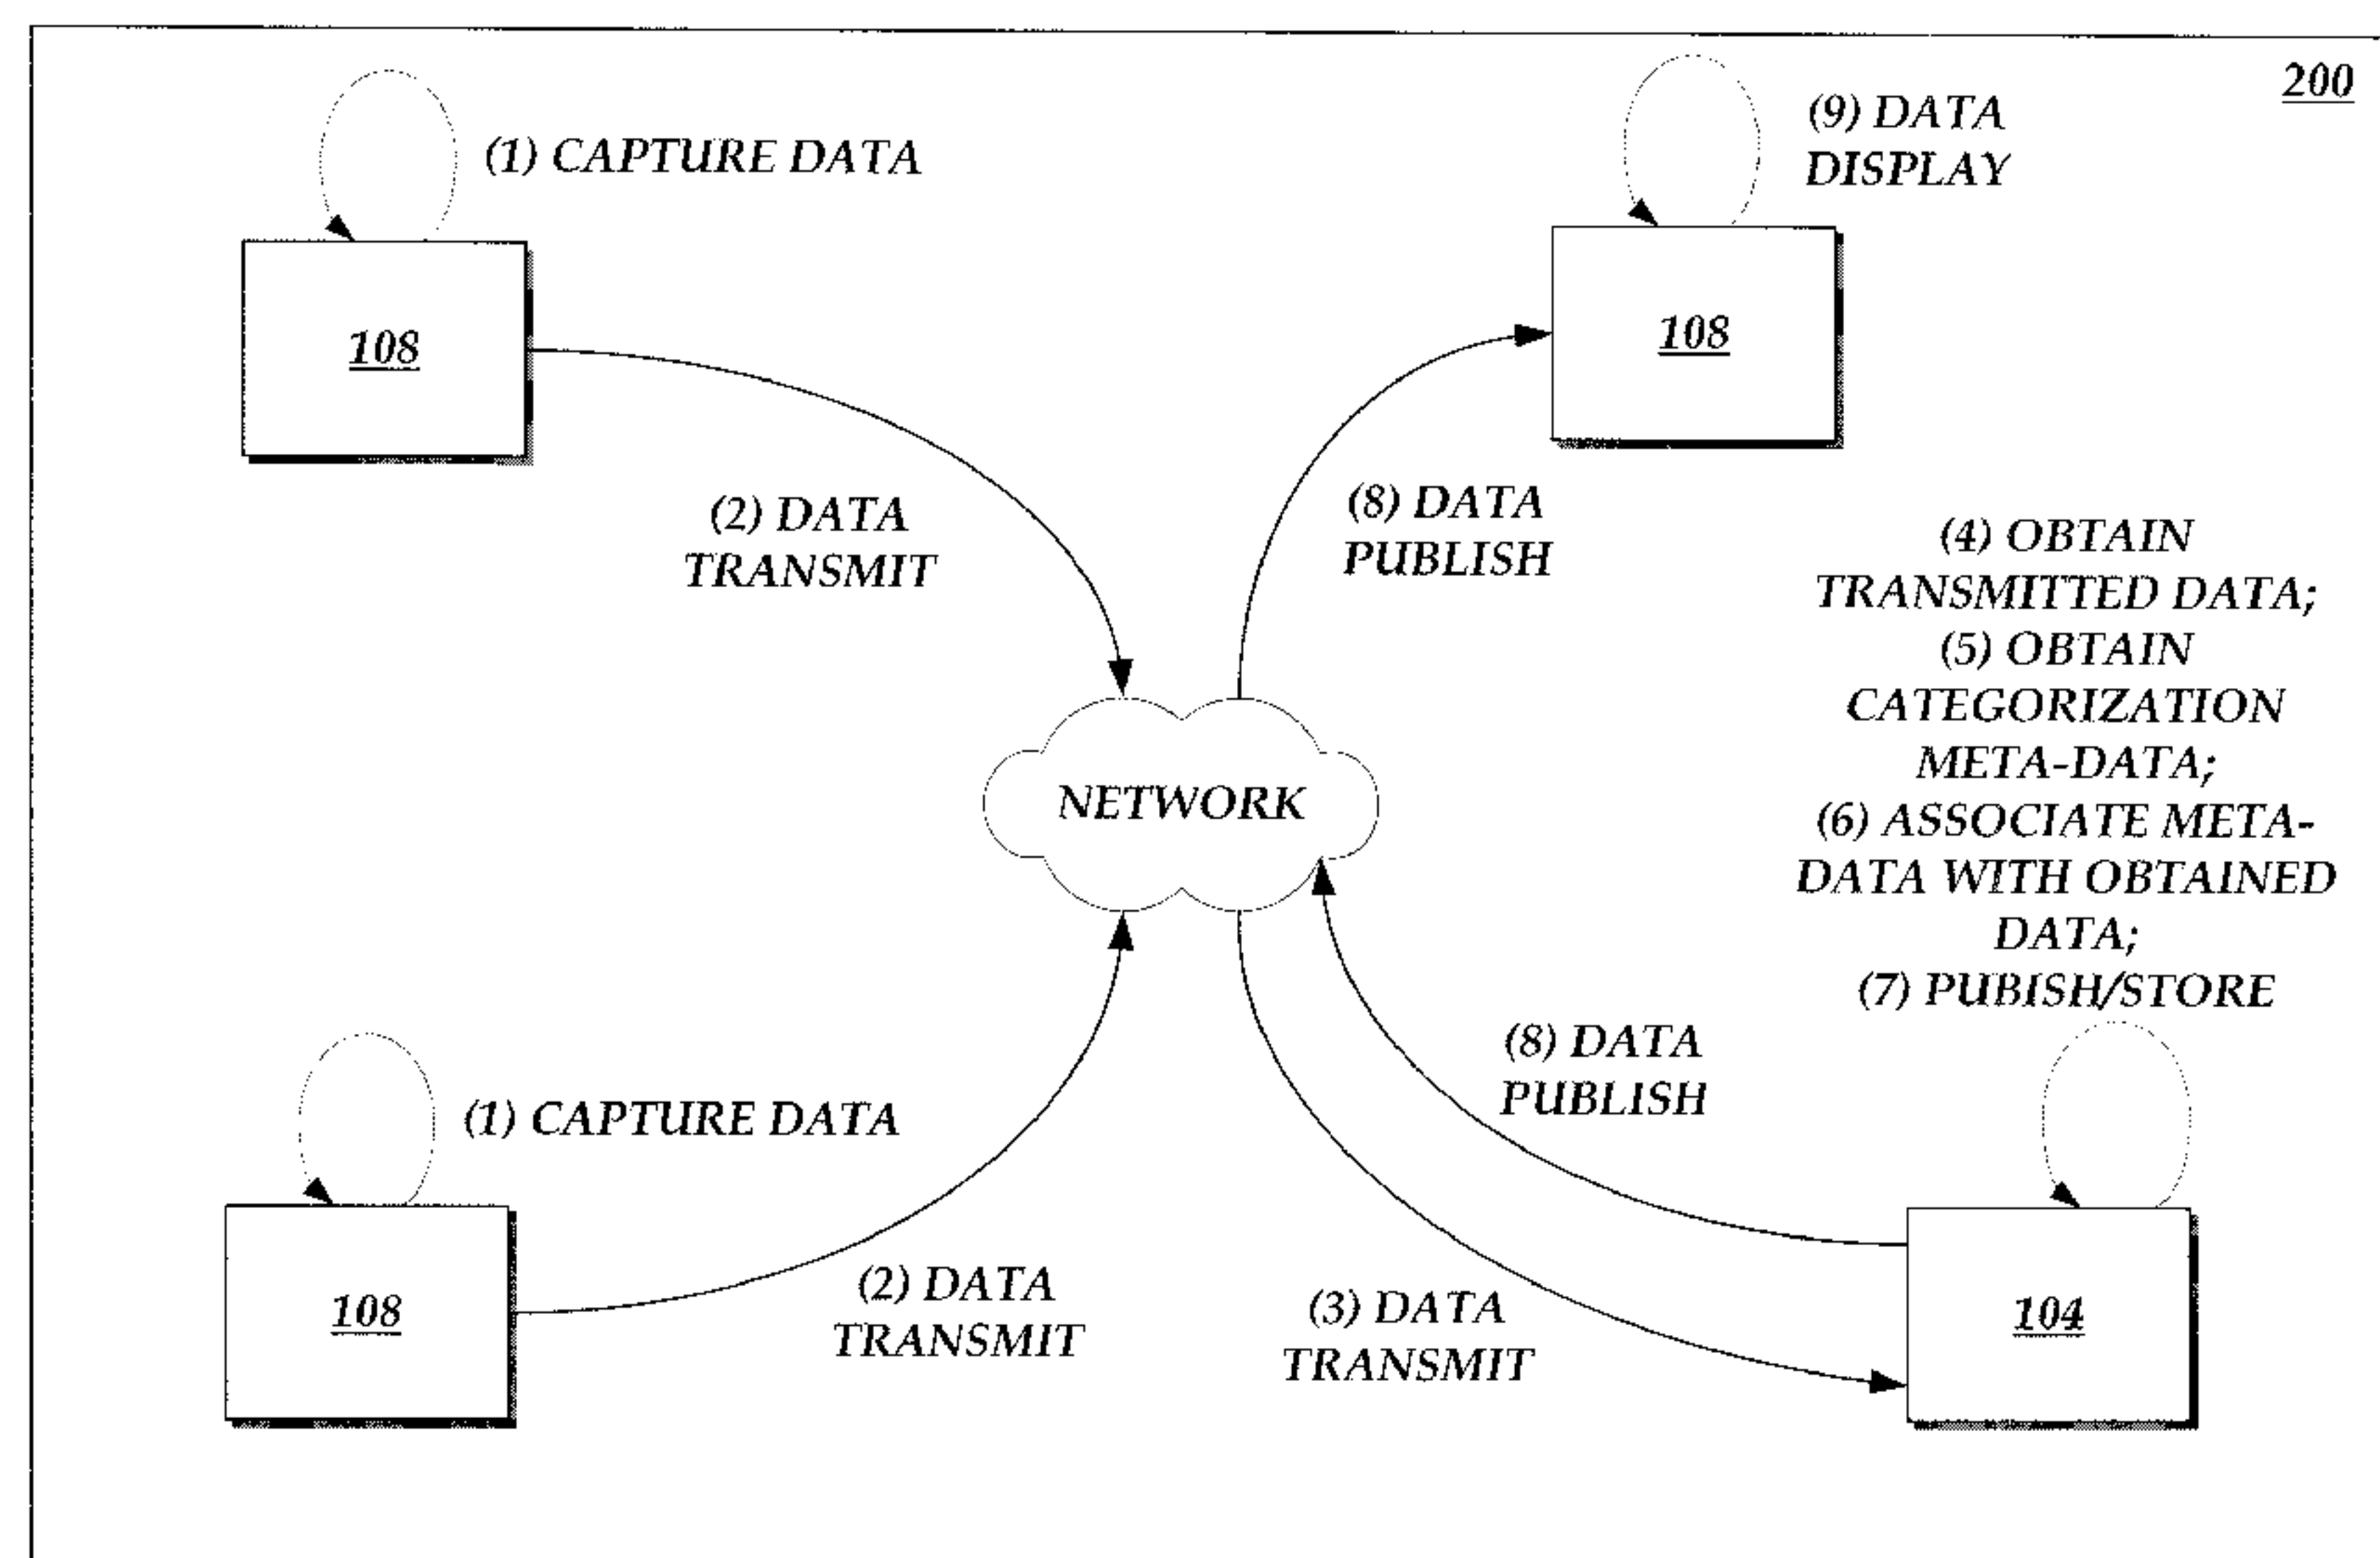 200
(1) CAPTURE DATA
108
(2) DATA
TRANSMIT
(9) DATA
DISPLAY
108
(8) DATA
PUBLISH
(4) OBTAIN
TRANSMITTED DATA;
(5) OBTAIN
CATEGORIZATION
META-DATA;
(6) ASSOCIATE META-
DATA WITH OBTAINED
DATA;
(7) PUBISH/STORE
NETWORK
(1) CAPTURE DATA
108
(2) DATA
TRANSMIT
(8) DATA
PUBLISH
(3) DATA
TRANSMIT
104